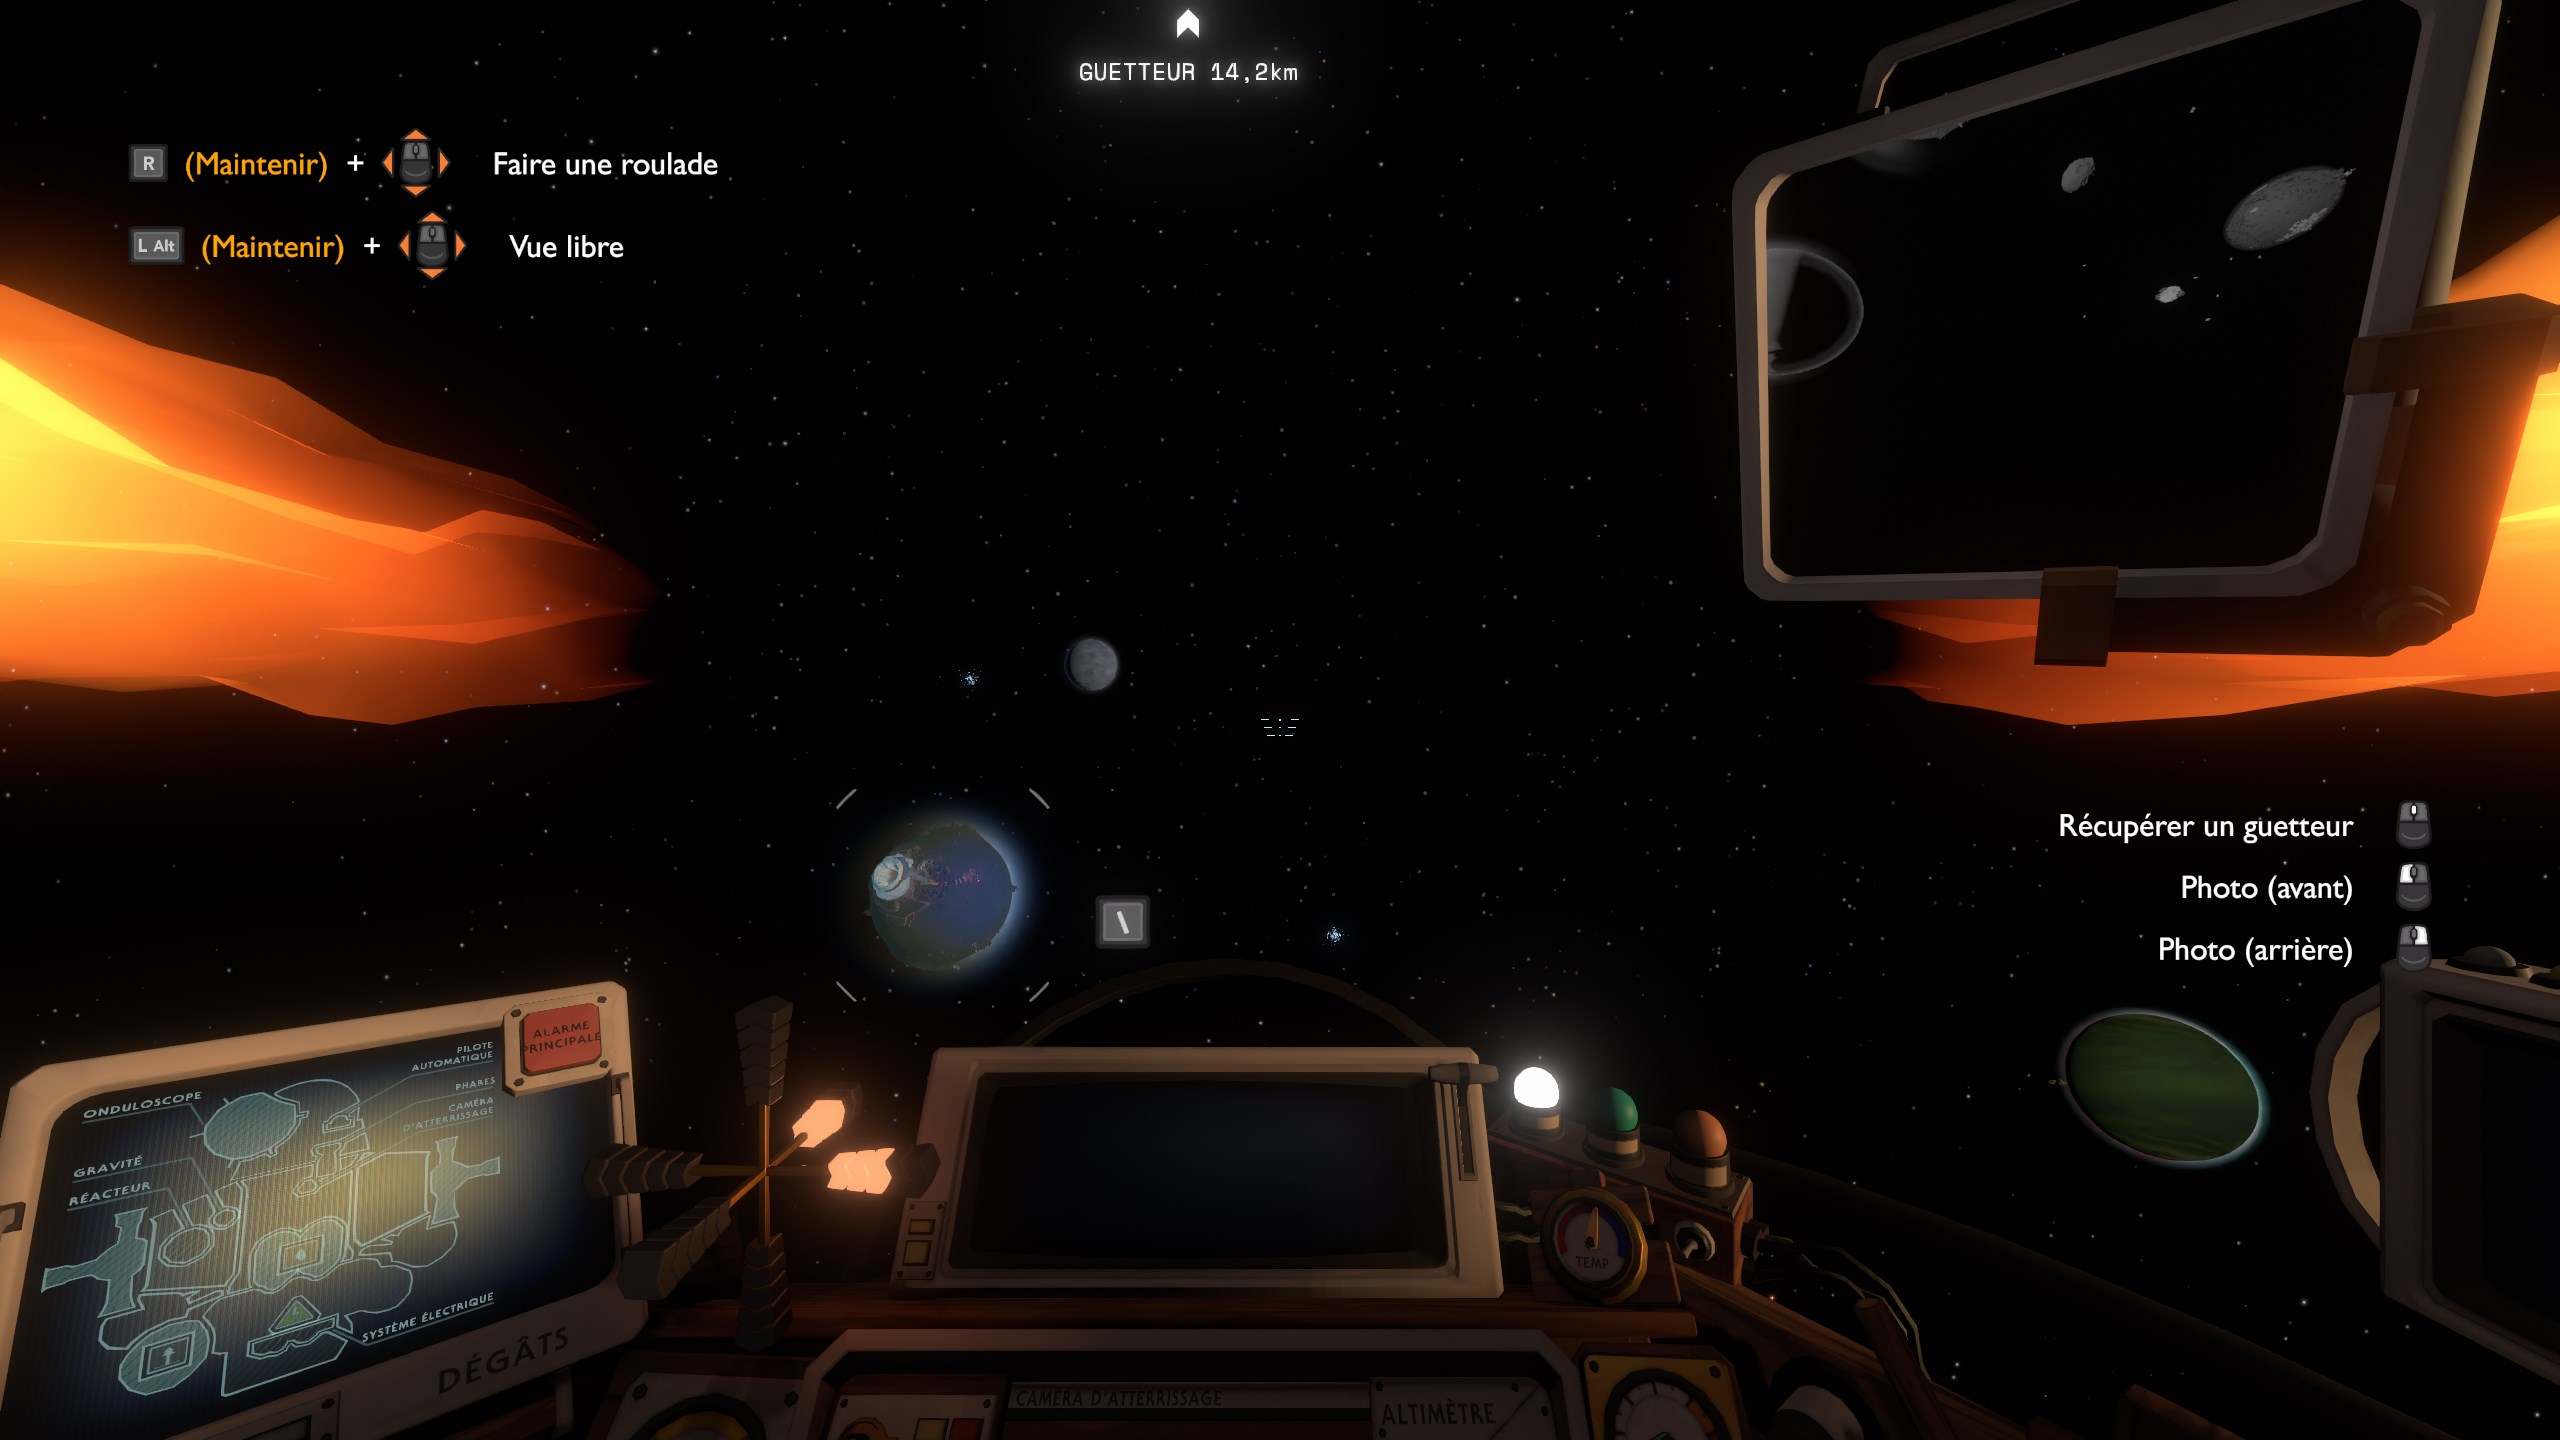 GUETTEUR 14,2km
R (Maintenir) + Faire une roulade
L Alt (Maintenir) + Vue libre
\
Récupérer un guetteur
Photo (avant)
Photo (arrière)
ALARME
PRINCIPALE
PILOTE
AUTOMATIQUE
PHARES
CAMÉRA
D'ATTERRISSAGE
ONDULOSCOPE
GRAVITÉ
RÉACTEUR
SYSTÈME ÉLECTRIQUE
DÉGÂTS
TEMP
CAMÉRA D'ATTERRISSAGE
ALTIMÈTRE